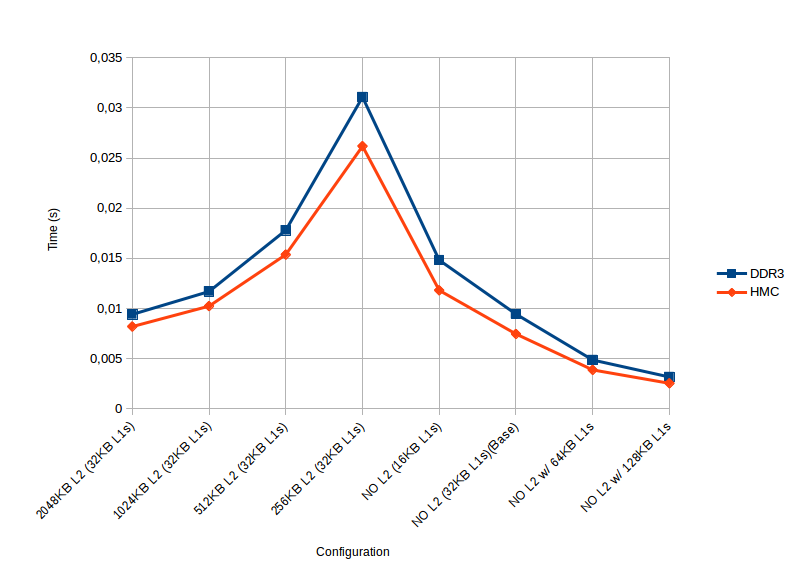 0,035
0,03
0,025
0,02
0,015
0,01
0,005
0
Time (s)
2048KB L2 (32KB L1s)
1024KB L2 (32KB L1s)
512KB L2 (32KB L1s)
256KB L2 (32KB L1s)
NO L2 (16KB L1s)
NO L2 (32KB L1s)(Base)
NO L2 w/ 64KB L1s
NO L2 w/ 128KB L1s
Configuration
DDR3
HMC